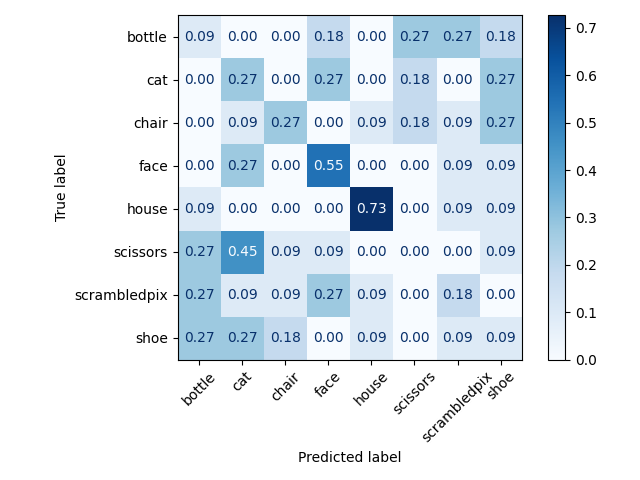 bottle 0.09 0.00 0.00 0.18 0.00 0.27 0.27 0.18
cat 0.00 0.27 0.00 0.27 0.00 0.18 0.00 0.27
chair 0.00 0.09 0.27 0.00 0.09 0.18 0.09 0.27
face 0.00 0.27 0.00 0.55 0.00 0.00 0.09 0.09
house 0.09 0.00 0.00 0.00 0.73 0.00 0.09 0.09
scissors 0.27 0.45 0.09 0.09 0.00 0.00 0.00 0.09
scrambledpix 0.27 0.09 0.09 0.27 0.09 0.00 0.18 0.00
shoe 0.27 0.27 0.18 0.00 0.09 0.00 0.09 0.09
True label
bottle cat chair face house scissors scrambledpix shoe
Predicted label
0.7
0.6
0.5
0.4
0.3
0.2
0.1
0.0